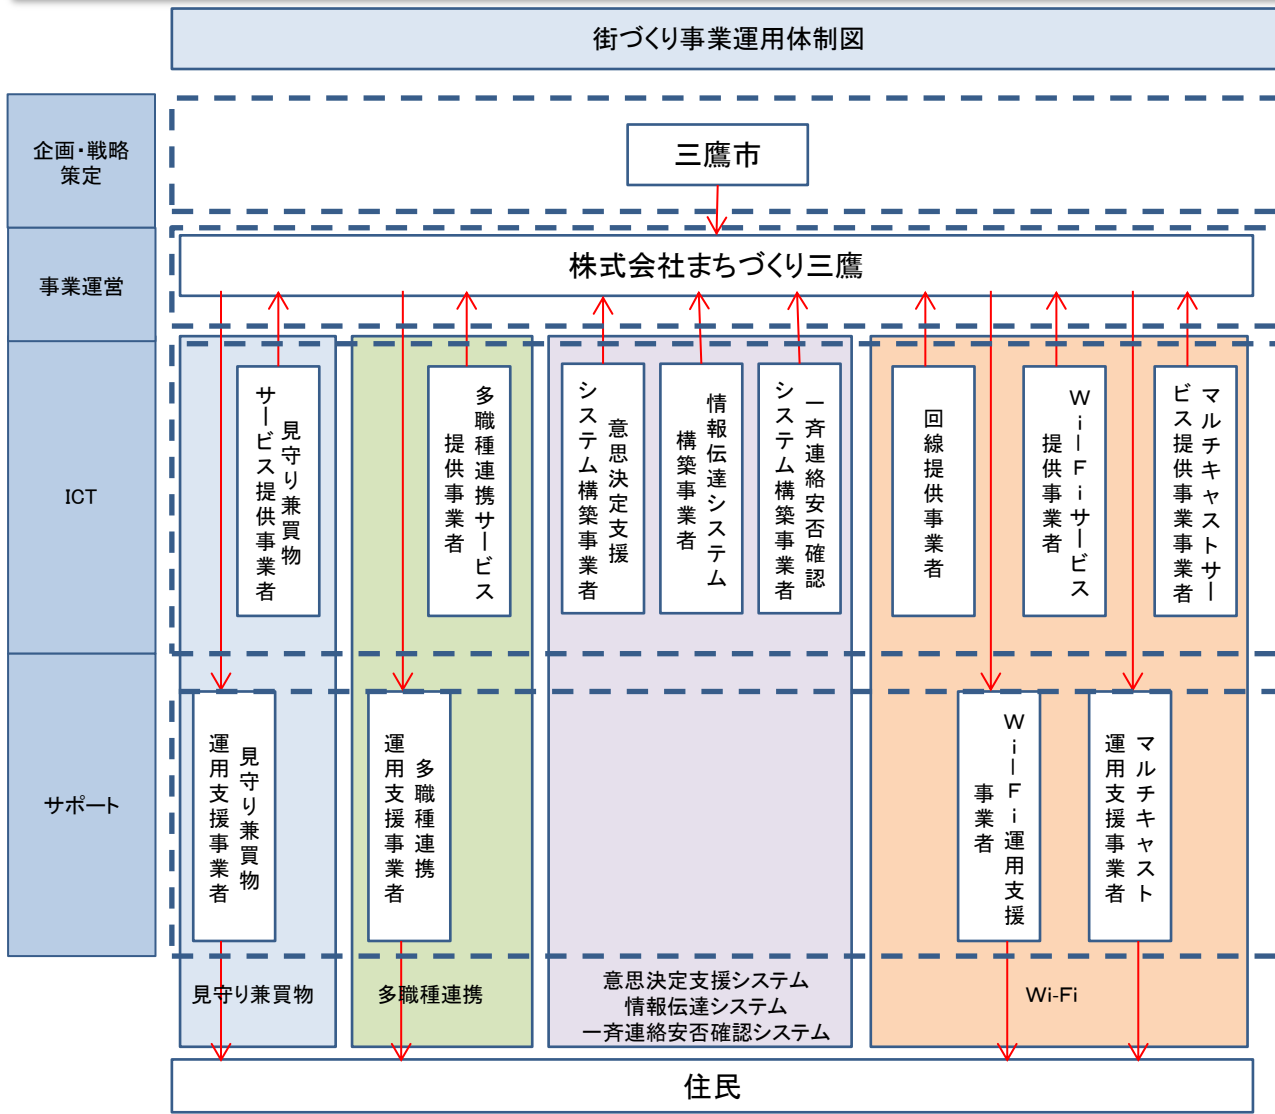 街づくり事業運用体制図
企画・戦略
策定
三鷹市
事業運営
株式会社まちづくり三鷹
ICT
見守り兼買物
サービス提供事業者
多職種連携サービス
提供事業者
意思決定支援
システム構築事業者
情報伝達システム
構築事業者
一斉連絡安否確認
システム構築事業者
回線提供事業者
Wi-Fiサービス
提供事業者
マルチキャストサー
ビス提供事業事業者
サポート
見守り兼買物
運用支援事業者
多職種連携
運用支援事業者
Wi-Fi運用支援
事業者
マルチキャスト
運用支援事業者
見守り兼買物
多職種連携
意思決定支援システム
情報伝達システム
一斉連絡安否確認システム
Wi-Fi
住民